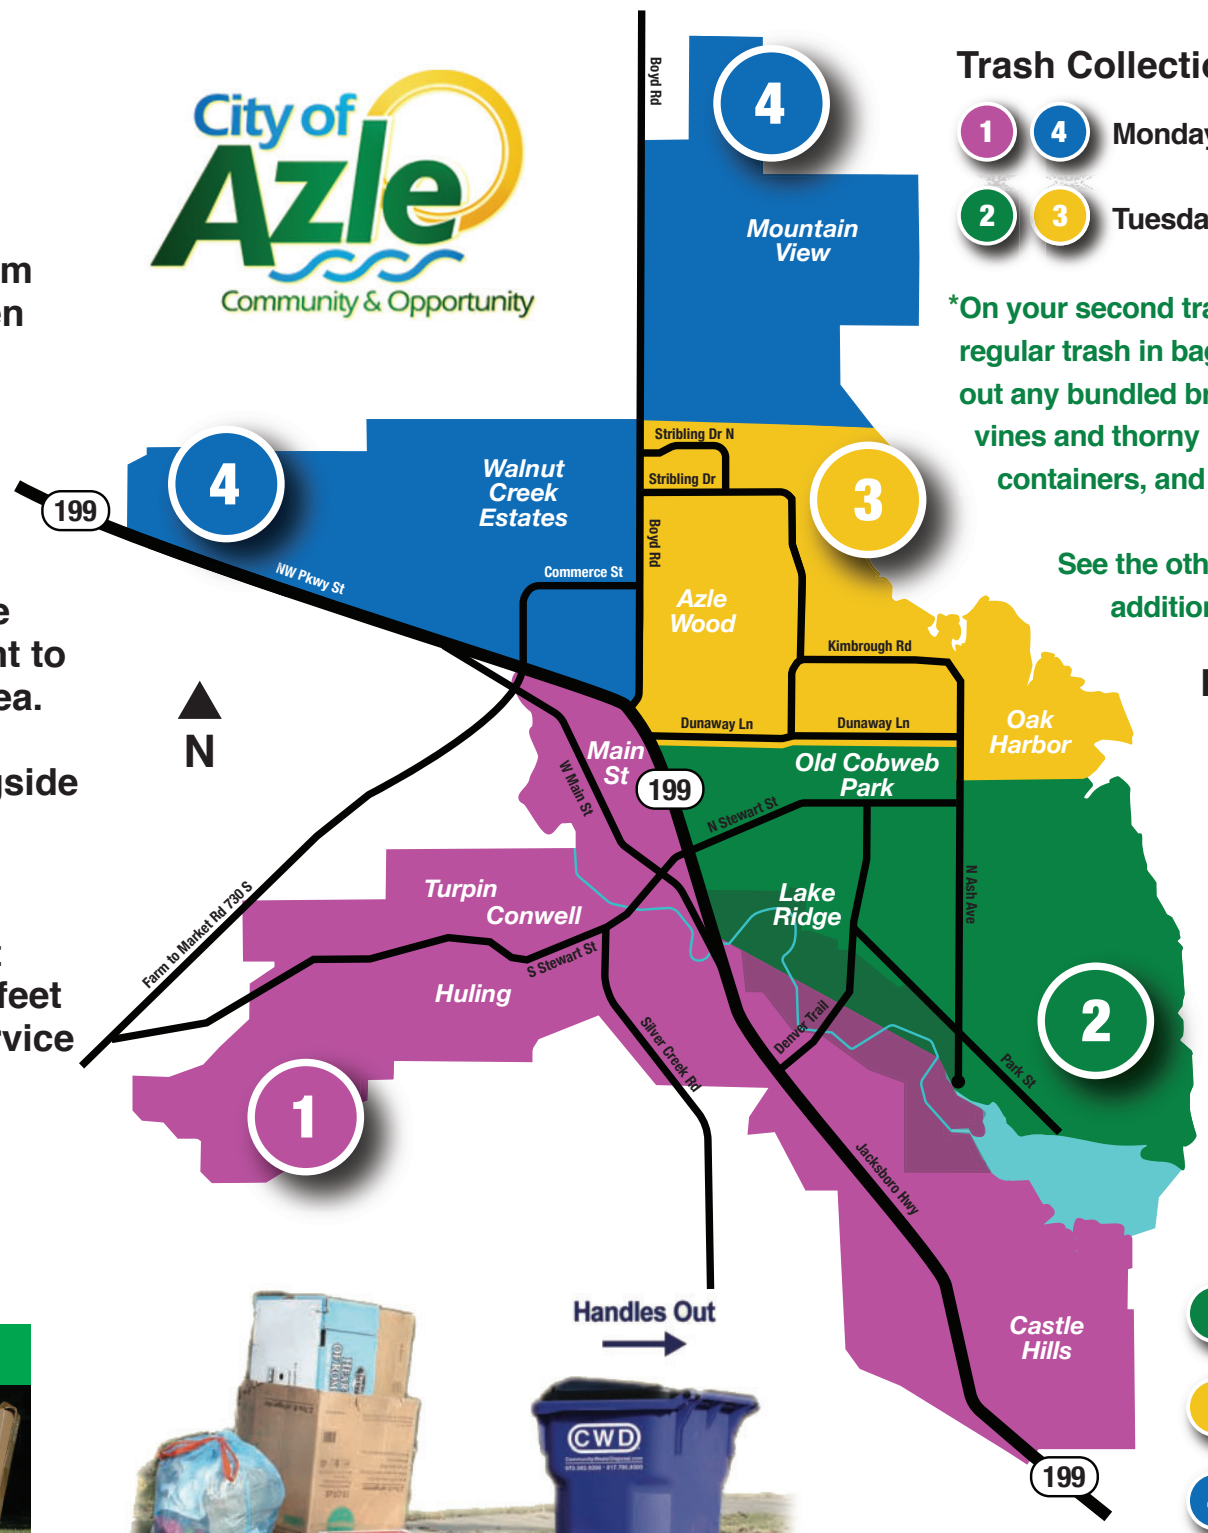 City of
Azle
Community & Opportunity
Trash Collectio
1 4 Monday
2 3 Tuesda
*On your second tra
regular trash in bag
out any bundled br
vines and thorny
containers, and
See the oth
addition
m
en
e
nt to
ea.
gside
t
feet
rvice
N
Boyd Rd
4
Mountain
View
4
Walnut
Creek
Estates
199
NW Pkwy St
Commerce St
Stribling Dr N
Stribling Dr
Boyd Rd
3
Azle
Wood
Kimbrough Rd
Dunaway Ln
Dunaway Ln
Oak
Harbor
Main
St
W Main St
199
Old Cobweb
Park
N Stewart St
Lake
Ridge
N Ash Ave
Turpin
Conwell
Farm to Market Rd 730 S
S Stewart St
Huling
Silver Creek Rd
Denver Trail
Park St
2
1
Jacksboro Hwy
Castle
Hills
199
Handles Out
CWD